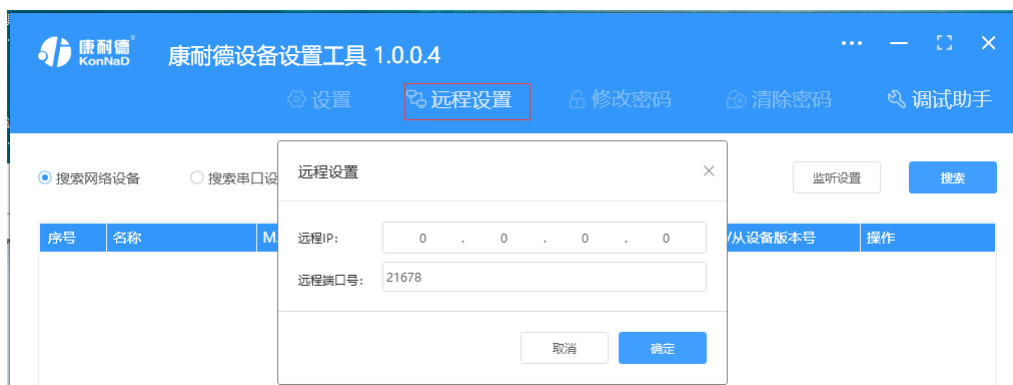 康耐德®
KonNaD
康耐德设备设置工具 1.0.0.4
设置 远程设置 修改密码 清除密码 调试助手
搜索网络设备 搜索串口设 监听设置 搜索
序号 名称 M /从设备版本号 操作
远程设置
远程IP: 0 . 0 . 0 . 0
远程端口号: 21678
取消 确定